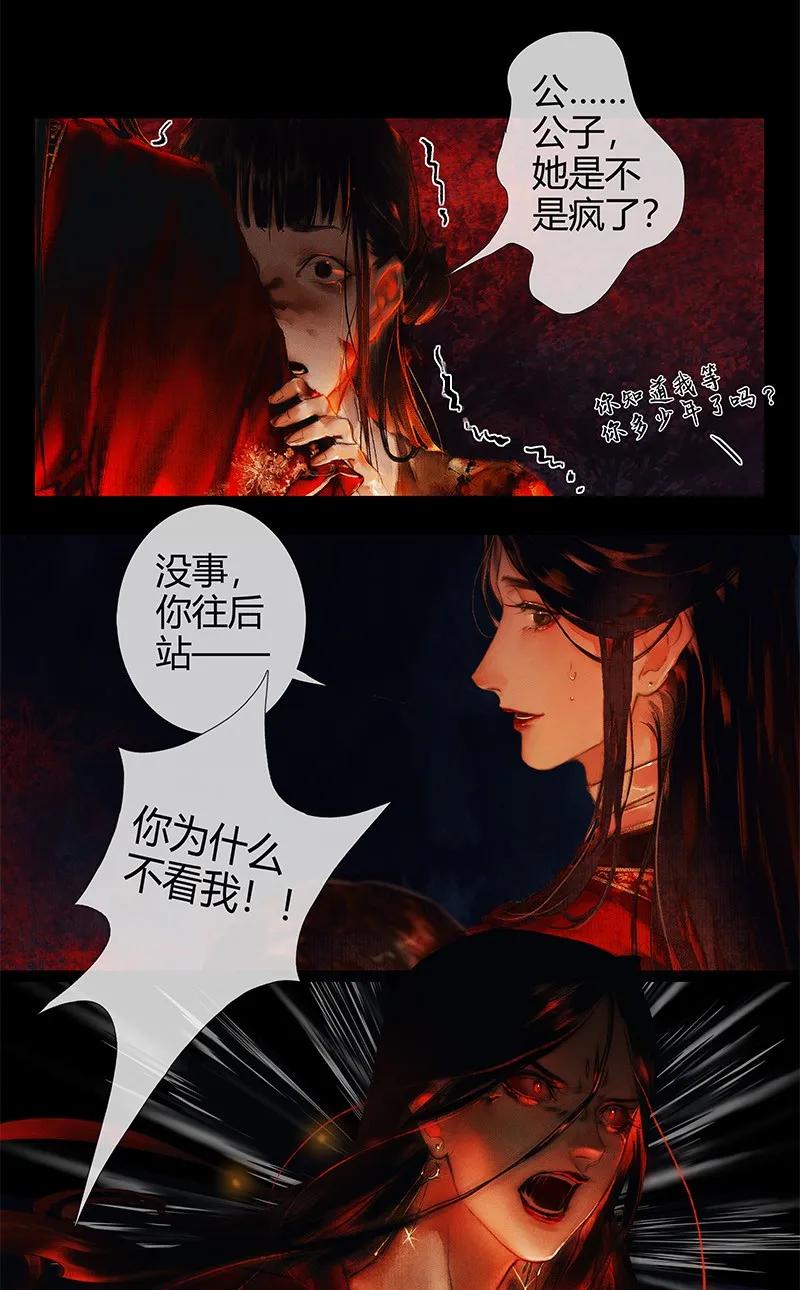 公……
公子，
她是不
是疯了？
你知道我等
你多少年了吗？
没事，
你往后
站——
你为什么
不看我！！